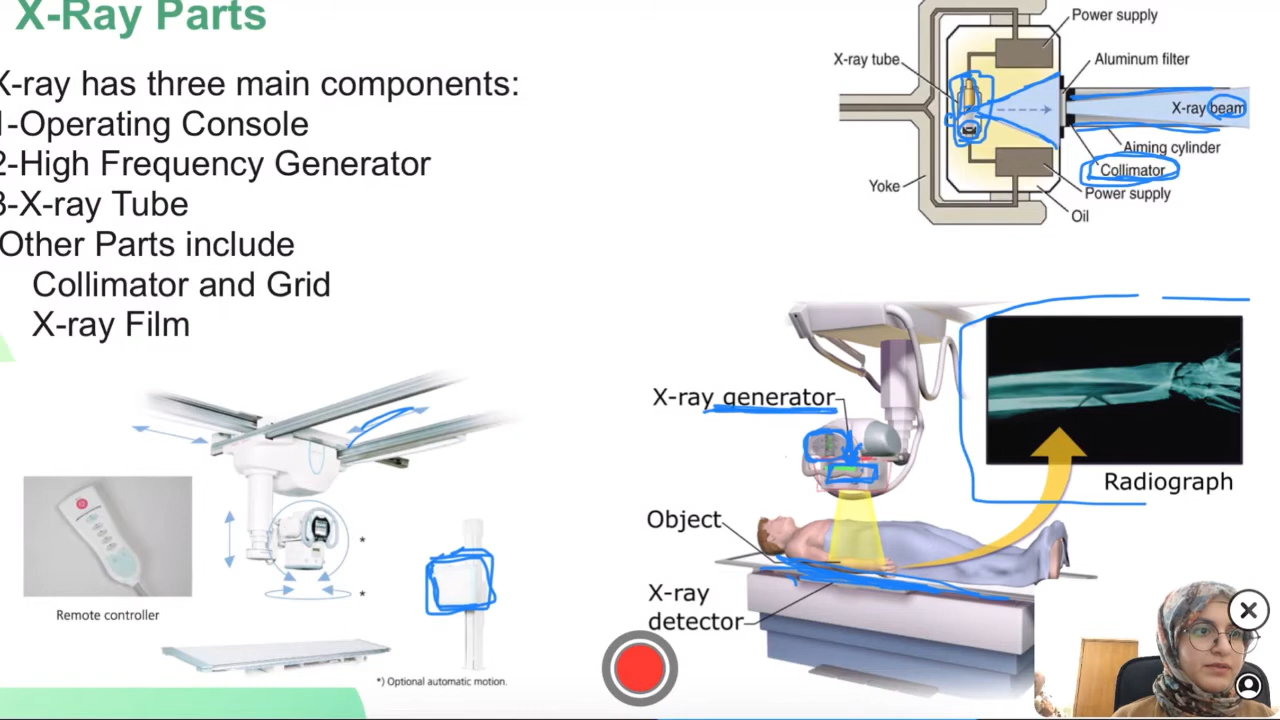 X-Ray Parts
X-ray has three main components:
1-Operating Console
2-High Frequency Generator
3-X-ray Tube
Other Parts include
Collimator and Grid
X-ray Film
Power supply
X-ray tube
Aluminum filter
X-ray beam
Aiming cylinder
Collimator
Yoke
Power supply
Oil
X-ray generator
Radiograph
Object
X-ray
detector
*
*
Remote controller
*) Optional automatic motion.